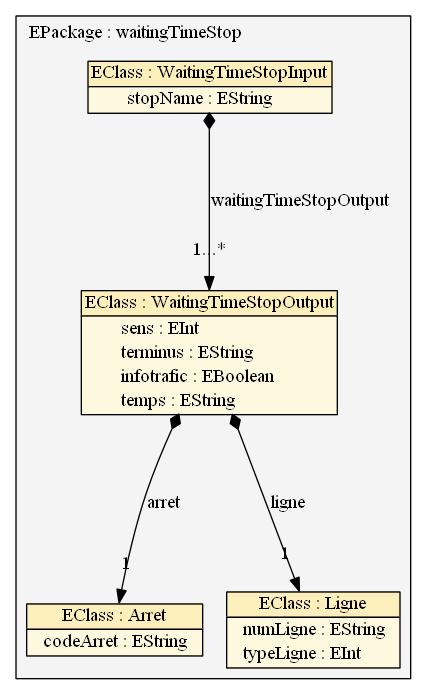 EPackage : waitingTimeStop
EClass : WaitingTimeStopInput
stopName : EString
waitingTimeStopOutput
1...*
EClass : WaitingTimeStopOutput
sens : EInt
terminus : EString
infotrafic : EBoolean
temps : EString
arret
ligne
1
1
EClass : Arret
codeArret : EString
EClass : Ligne
numLigne : EString
typeLigne : EInt